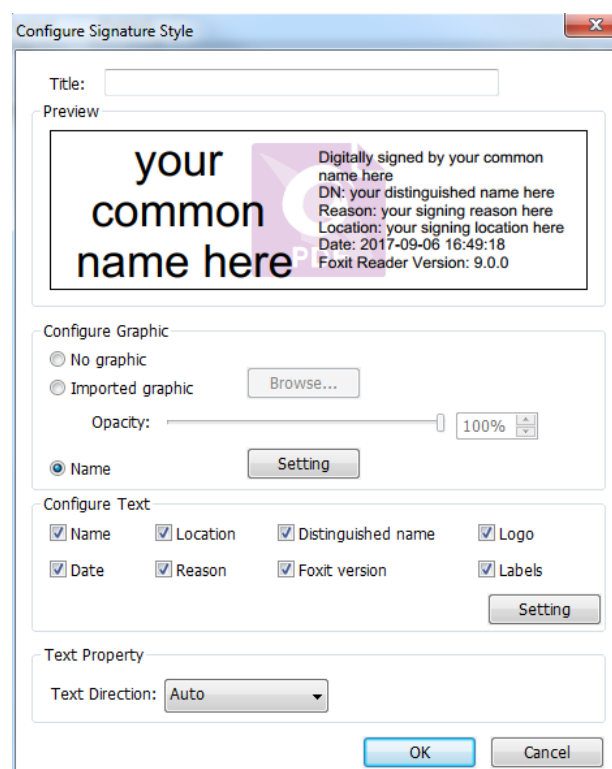 Configure Signature Style
Title:
Preview
your
common
name here
Digitally signed by your common
name here
DN: your distinguished name here
Reason: your signing reason here
Location: your signing location here
Date: 2017-09-06 16:49:18
Foxit Reader Version: 9.0.0
PDF
Configure Graphic
No graphic
Imported graphic
Browse...
Opacity:
100%
Name
Setting
Configure Text
Name
Location
Distinguished name
Logo
Date
Reason
Foxit version
Labels
Setting
Text Property
Text Direction:
Auto
OK
Cancel